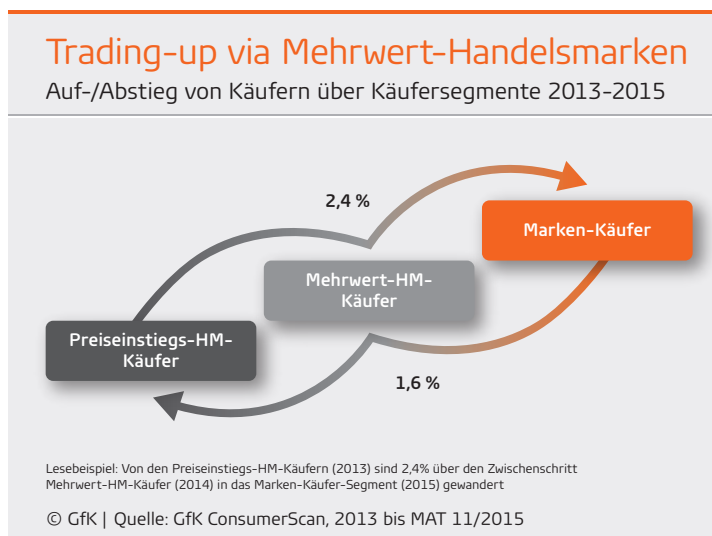 Trading-up via Mehrwert-Handelsmarken
Auf-/Abstieg von Käufern über Käufersegmente 2013-2015
2,4 %
Marken-Käufer
Mehrwert-HM-
Käufer
Preiseinstiegs-HM-
Käufer
1,6 %
Lesebeispiel: Von den Preiseinstiegs-HM-Käufern (2013) sind 2,4% über den Zwischenschritt
Mehrwert-HM-Käufer (2014) in das Marken-Käufer-Segment (2015) gewandert
© GfK | Quelle: GfK ConsumerScan, 2013 bis MAT 11/2015